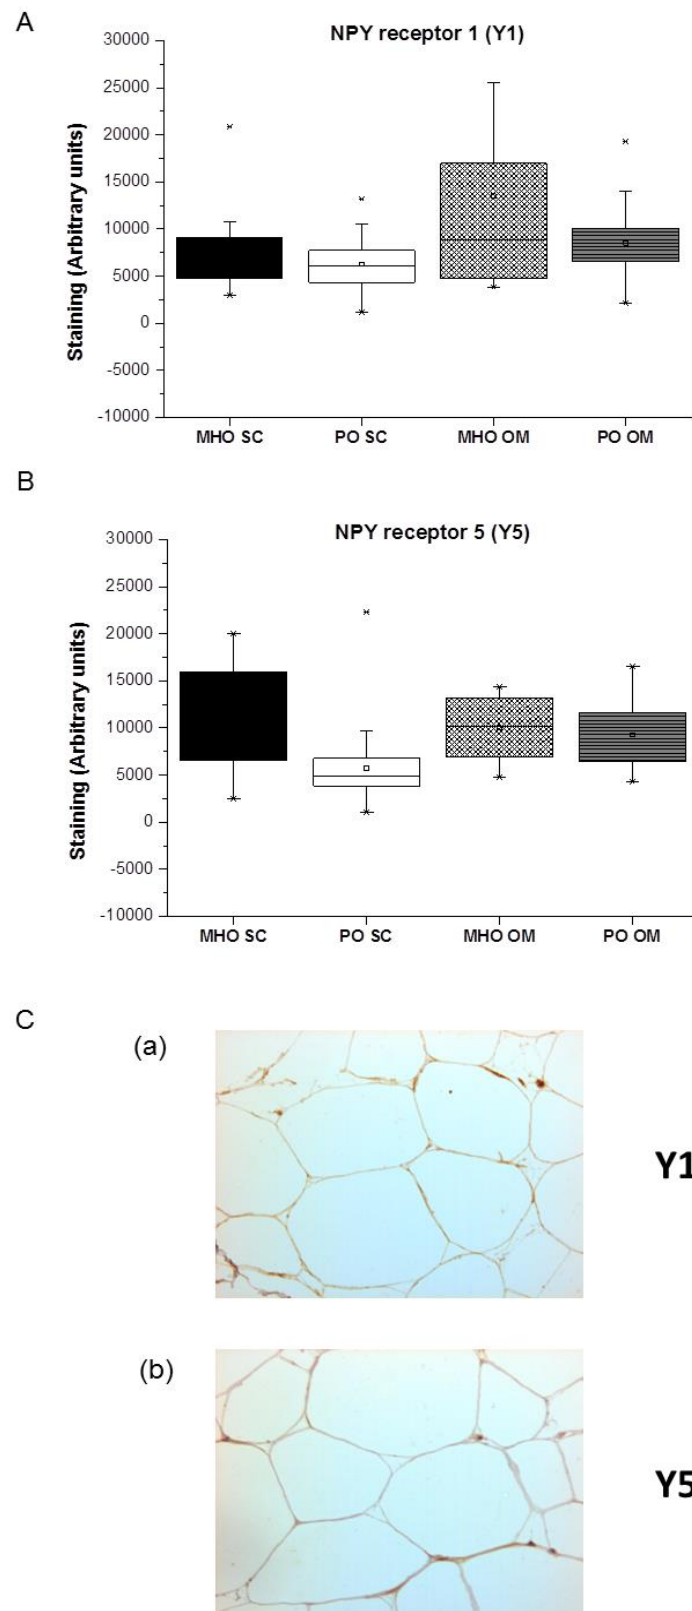 A
NPY receptor 1 (Y1)
Staining (Arbitrary units)
30000
25000
20000
15000
10000
5000
0
-5000
-10000
MHO SC PO SC MHO OM PO OM
B
NPY receptor 5 (Y5)
Staining (Arbitrary units)
30000
25000
20000
15000
10000
5000
0
-5000
-10000
MHO SC PO SC MHO OM PO OM
C
(a)
Y1
(b)
Y5